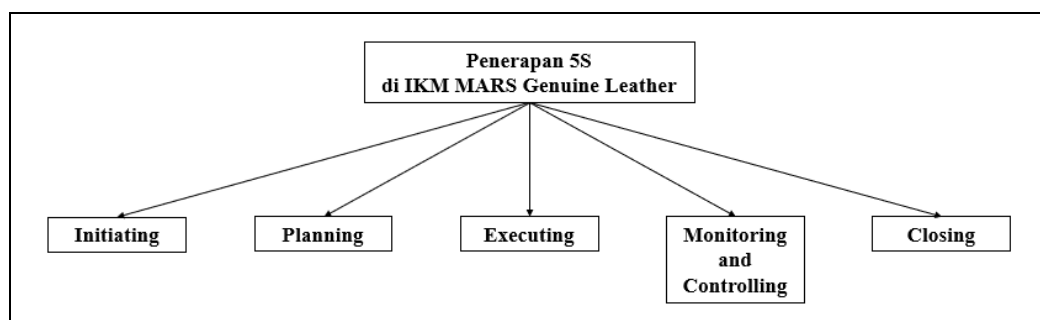 Penerapan 5S
di IKM MARS Genuine Leather
Initiating
Planning
Executing
Monitoring
and
Controlling
Closing